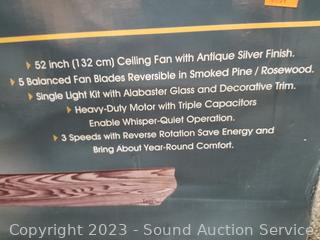 52 inch (132 cm) Ceiling Fan with Antique Silver Finish.
5 Balanced Fan Blades Reversible in Smoked Pine / Rosewood.
Single Light Kit with Alabaster Glass and Decorative Trim.
Heavy-Duty Motor with Triple Capacitors
Enable Whisper-Quiet Operation.
3 Speeds with Reverse Rotation Save Energy and
Bring About Year-Round Comfort.
Copyright 2023 - Sound Auction Service